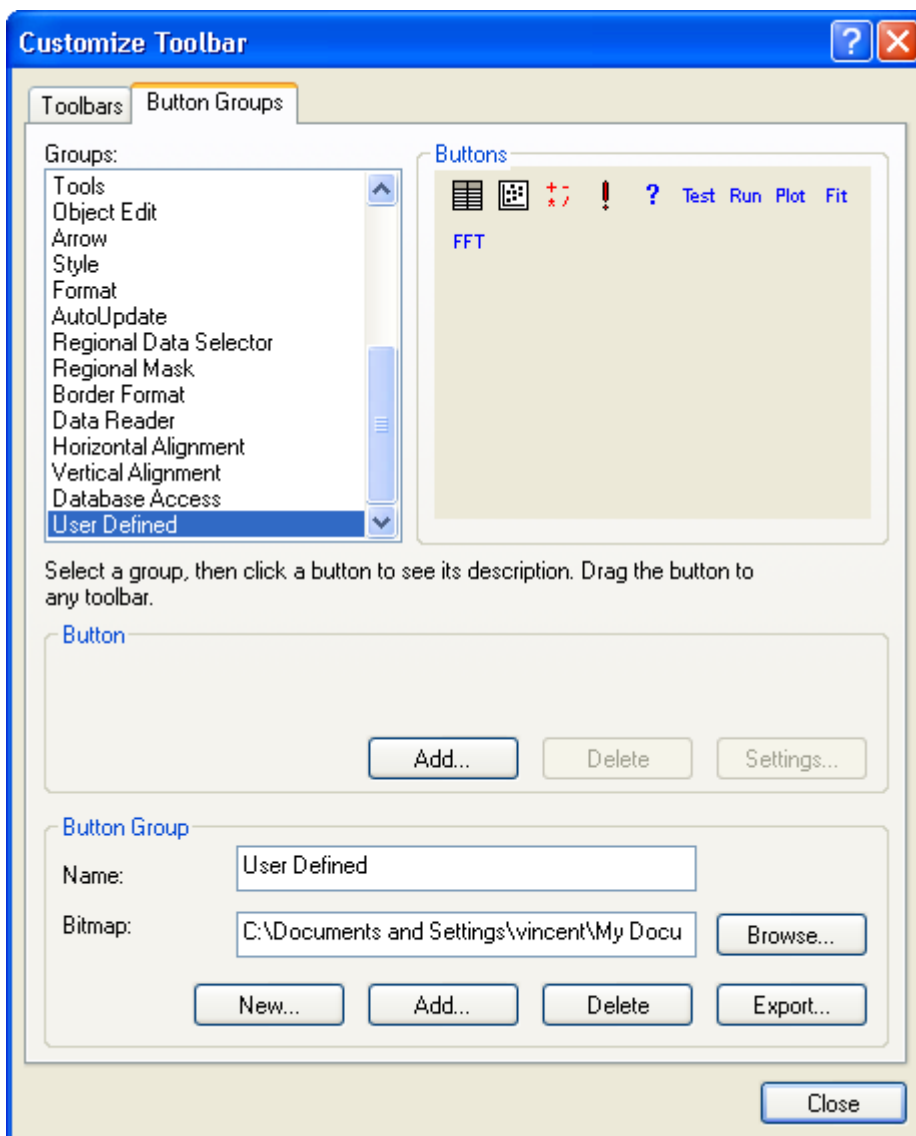 Customize Toolbar
Toolbars
Button Groups
Groups:
Tools
Object Edit
Arrow
Style
Format
AutoUpdate
Regional Data Selector
Regional Mask
Border Format
Data Reader
Horizontal Alignment
Vertical Alignment
Database Access
User Defined
Buttons
? Test Run Plot Fit
FFT
Select a group, then click a button to see its description. Drag the button to
any toolbar.
Button
Add... Delete Settings...
Button Group
Name: User Defined
Bitmap: C:\Documents and Settings\vincent\My Docu Browse...
New... Add... Delete Export...
Close